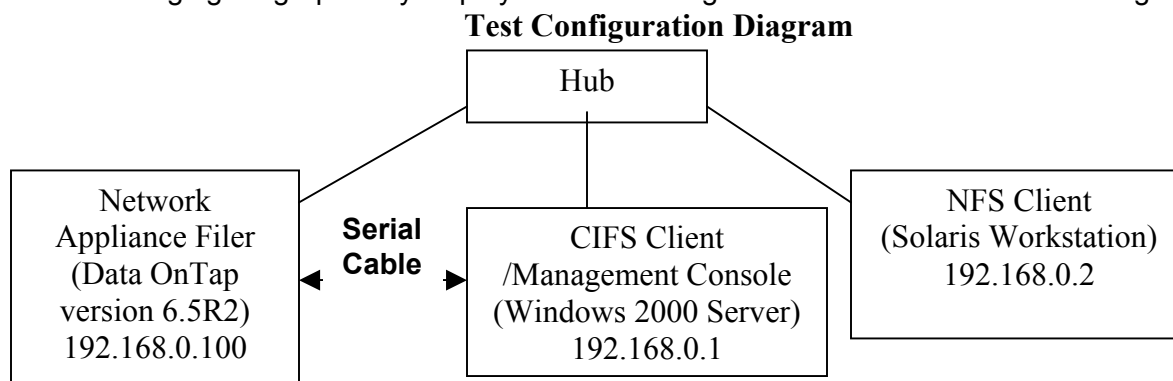 Test Configuration Diagram
Hub
Network
Appliance Filer
(Data OnTap
version 6.5R2)
192.168.0.100
Serial
Cable
CIFS Client
/Management Console
(Windows 2000 Server)
192.168.0.1
NFS Client
(Solaris Workstation)
192.168.0.2